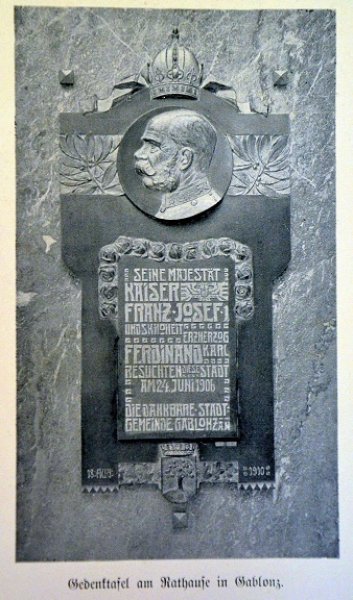 SEINE MAJESTÄT
KAISER
FRANZ·JOSEF·I
UND S.K.HOHEIT
ERZHERZOG
FERDINAND KARL
BESUCHTEN DIESE STADT
AM 24. JUNI 1906
DIE DANKBARE STADT-
GEMEINDE GABLONZ A/N
1910
Gedenktafel am Rathause in Gablonz.